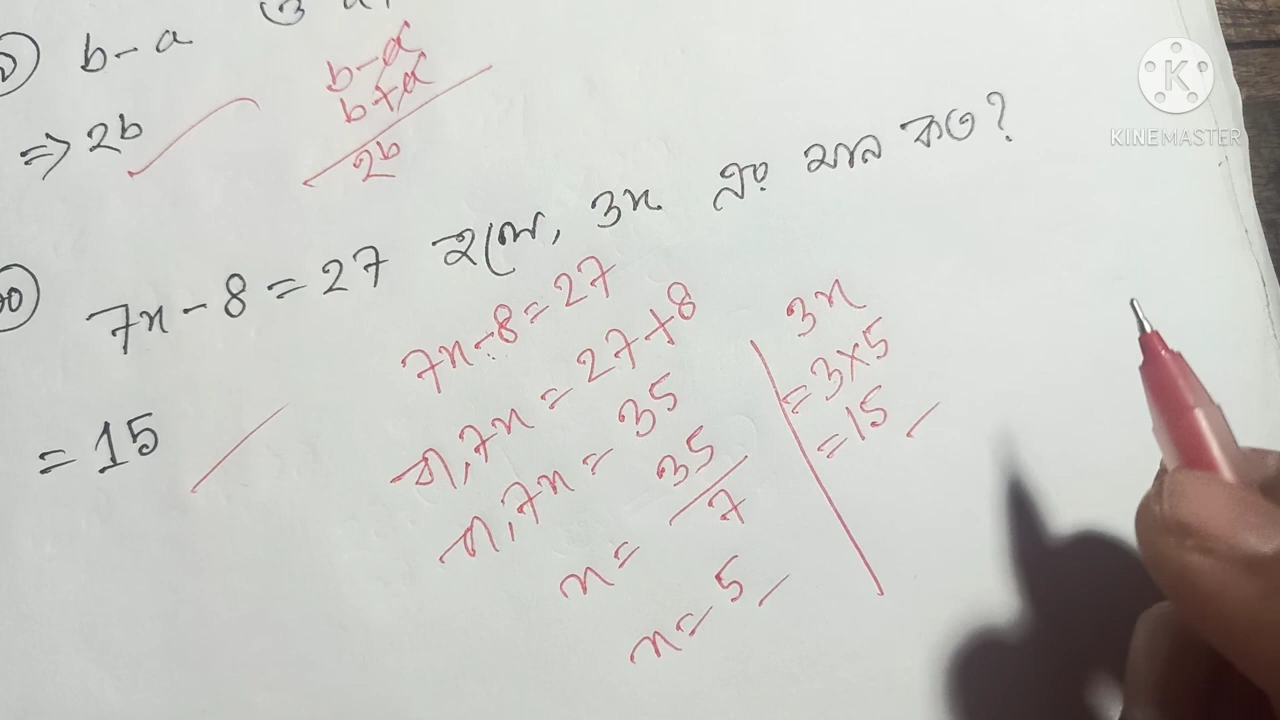 b-a ও
⇒ 2b
b-a
b+a
2b
KINEMASTER
7x-8=27 হলে, 3x এর মান কত?
= 15
7x-8=27
বা, 7x=27+8
বা, 7x=35
x=35/7
x=5
3x
=3×5
=15